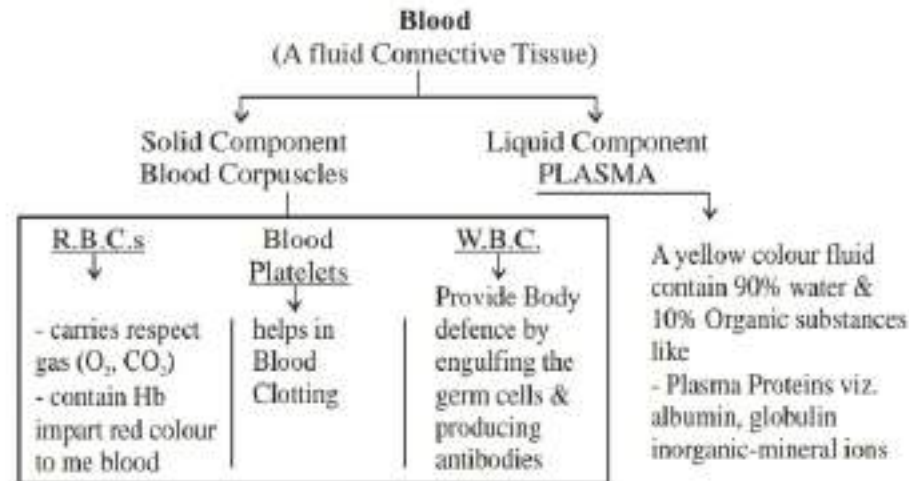 Blood
(A fluid Connective Tissue)
Solid Component
Blood Corpuscles
Liquid Component
PLASMA
R.B.C.s
- carries respect
gas (O₂, CO₂)
- contain Hb
impart red colour
to me blood
Blood
Platelets
helps in
Blood
Clotting
W.B.C.
Provide Body
defence by
engulfing the
germ cells &
producing
antibodies
A yellow colour fluid
contain 90% water &
10% Organic substances
like
- Plasma Proteins viz.
albumin, globulin
inorganic-mineral ions